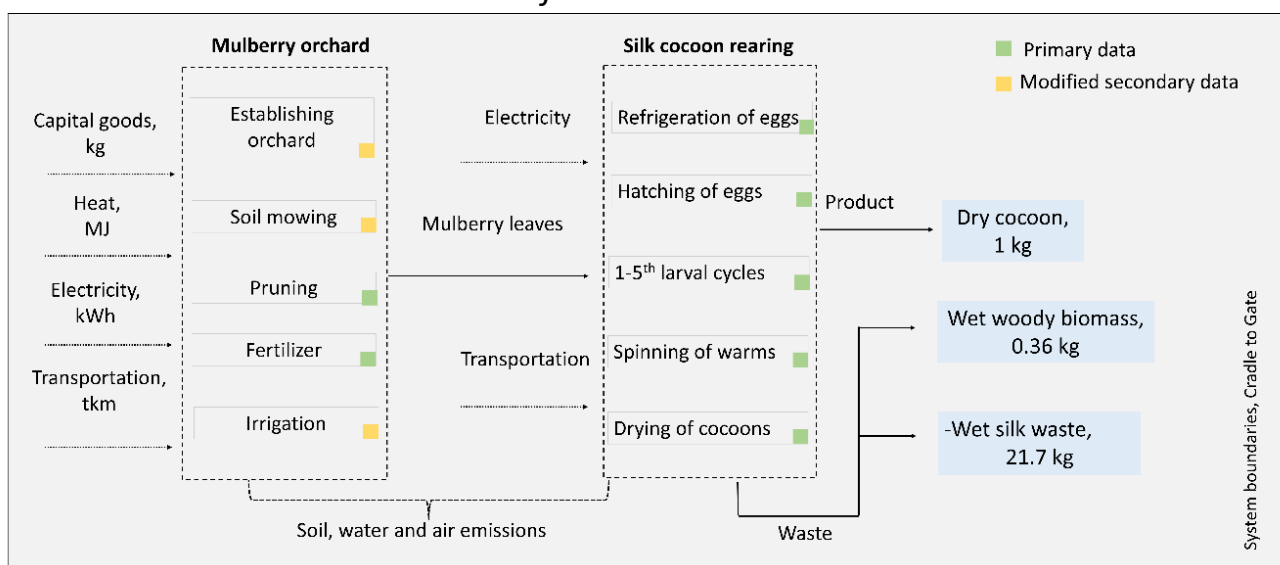 Mulberry orchard
Silk cocoon rearing
Primary data
Modified secondary data
Capital goods,
kg
Heat,
MJ
Electricity,
kWh
Transportation,
tkm
Establishing
orchard
Soil mowing
Pruning
Fertilizer
Irrigation
Electricity
Mulberry leaves
Transportation
Refrigeration of eggs
Hatching of eggs
1-5th larval cycles
Spinning of warms
Drying of cocoons
Product
Dry cocoon,
1 kg
Wet woody biomass,
0.36 kg
-Wet silk waste,
21.7 kg
Waste
Soil, water and air emissions
System boundaries, Cradle to Gate